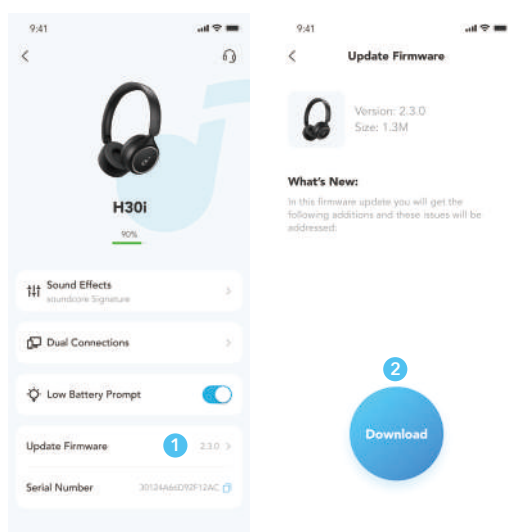 9:41
H30i
90%
Sound Effects
soundcore Signature
Dual Connections
Low Battery Prompt
Update Firmware
1
2.3.0
Serial Number
30124A66D92F12AC
9:41
Update Firmware
Version: 2.3.0
Size: 1.3M
What's New:
In this firmware update you will get the
following additions and these issues will be
addressed:
2
Download